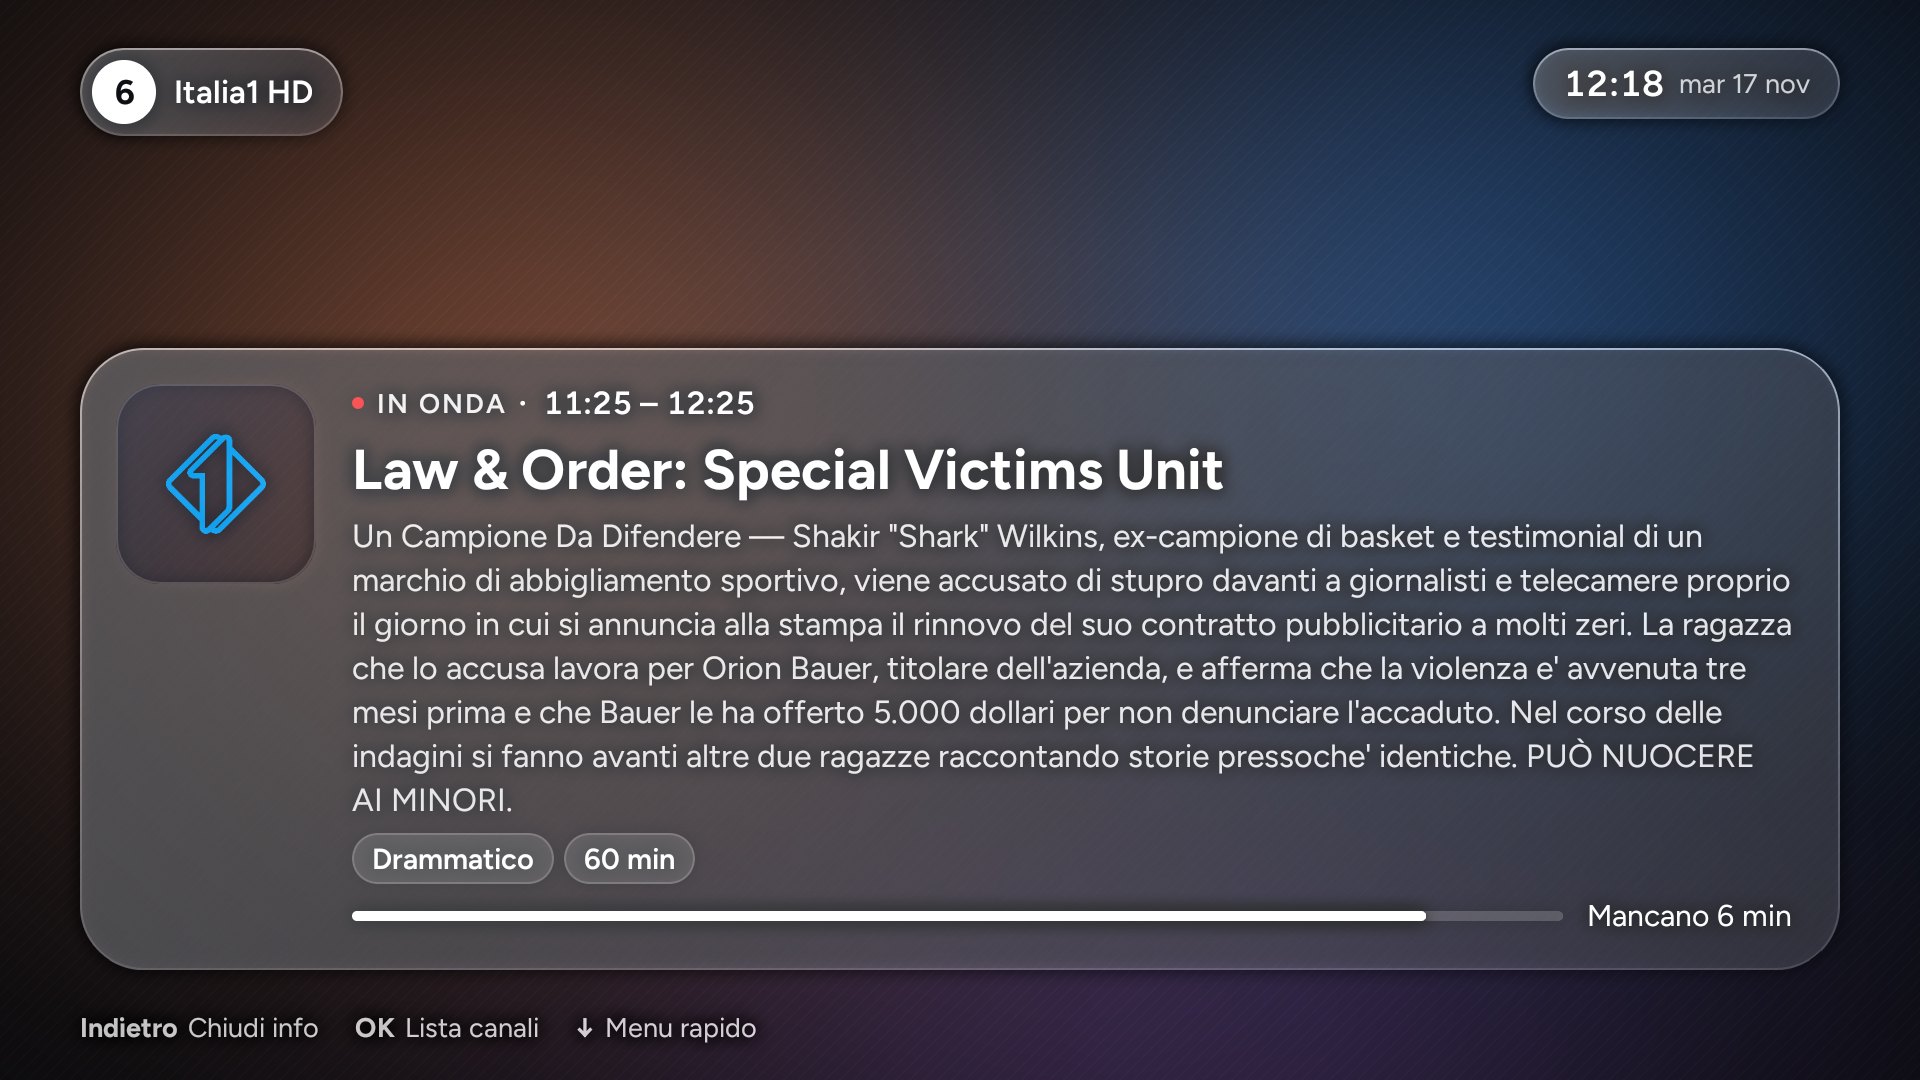 6 Italia1 HD
12:18 mar 17 nov
IN ONDA · 11:25 – 12:25
Law & Order: Special Victims Unit
Un Campione Da Difendere — Shakir "Shark" Wilkins, ex-campione di basket e testimonial di un
marchio di abbigliamento sportivo, viene accusato di stupro davanti a giornalisti e telecamere proprio
il giorno in cui si annuncia alla stampa il rinnovo del suo contratto pubblicitario a molti zeri. La ragazza
che lo accusa lavora per Orion Bauer, titolare dell'azienda, e afferma che la violenza e' avvenuta tre
mesi prima e che Bauer le ha offerto 5.000 dollari per non denunciare l'accaduto. Nel corso delle
indagini si fanno avanti altre due ragazze raccontando storie pressoche' identiche. PUÒ NUOCERE
AI MINORI.
Drammatico 60 min
Mancano 6 min
Indietro Chiudi info OK Lista canali ↓ Menu rapido